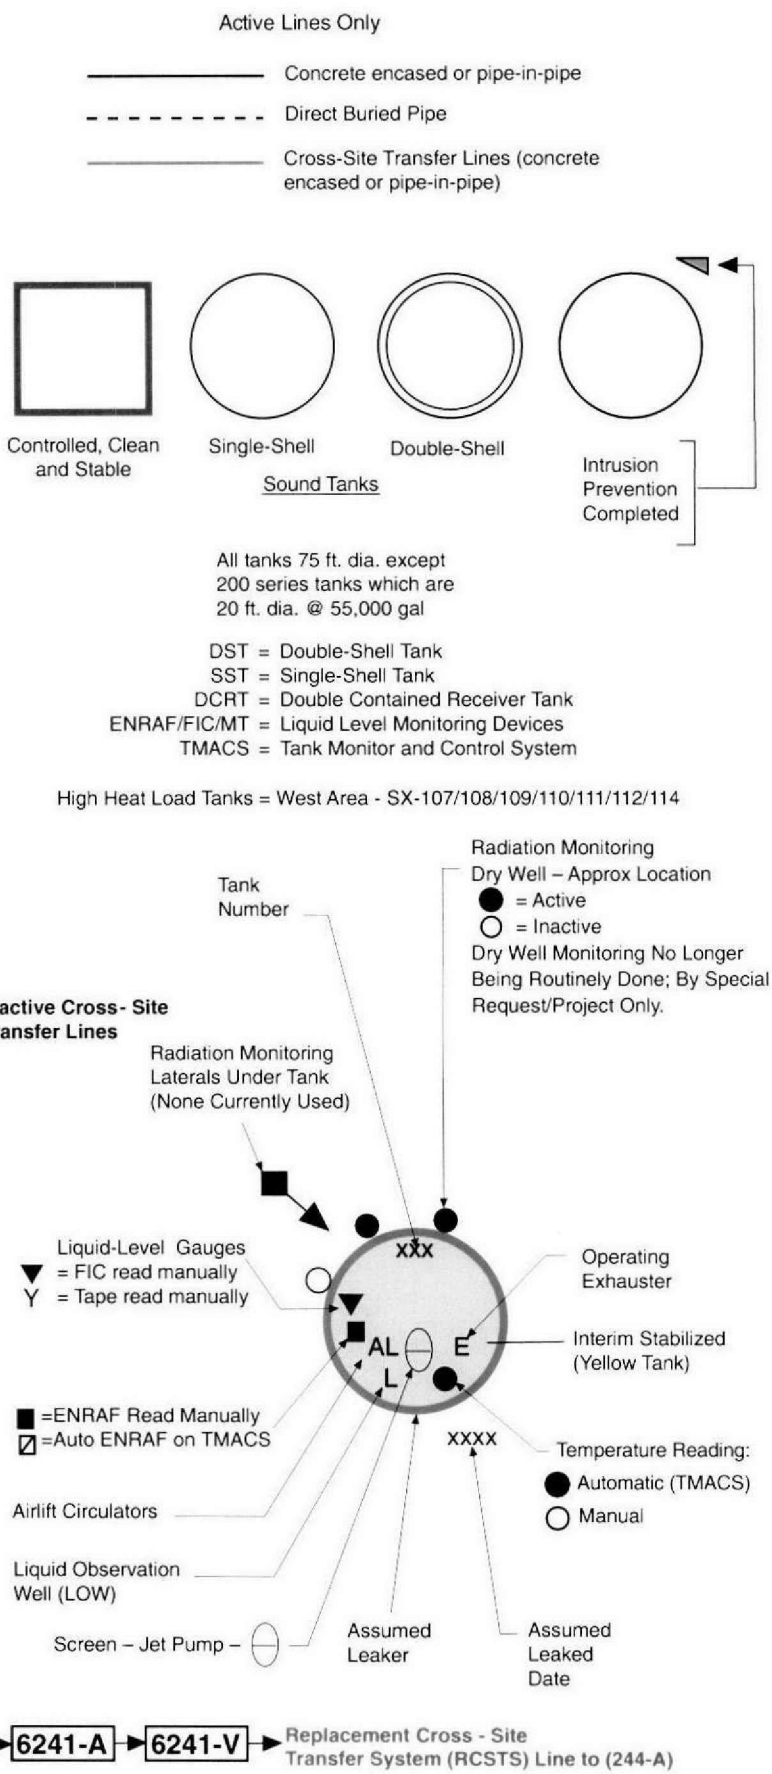 Active Lines Only
Concrete encased or pipe-in-pipe
Direct Buried Pipe
Cross-Site Transfer Lines (concrete
encased or pipe-in-pipe)
Controlled, Clean
and Stable
Single-Shell
Double-Shell
Sound Tanks
Intrusion
Prevention
Completed
All tanks 75 ft. dia. except
200 series tanks which are
20 ft. dia. @ 55,000 gal
DST = Double-Shell Tank
SST = Single-Shell Tank
DCRT = Double Contained Receiver Tank
ENRAF/FIC/MT = Liquid Level Monitoring Devices
TMACS = Tank Monitor and Control System
High Heat Load Tanks = West Area - SX-107/108/109/110/111/112/114
Radiation Monitoring
Dry Well – Approx Location
= Active
= Inactive
Dry Well Monitoring No Longer
Being Routinely Done; By Special
Request/Project Only.
Tank
Number
active Cross- Site
ransfer Lines
Radiation Monitoring
Laterals Under Tank
(None Currently Used)
Liquid-Level Gauges
= FIC read manually
Y = Tape read manually
XXX
AL
E
L
Operating
Exhauster
Interim Stabilized
(Yellow Tank)
=ENRAF Read Manually
=Auto ENRAF on TMACS
XXXX
Temperature Reading:
Automatic (TMACS)
Manual
Airlift Circulators
Liquid Observation
Well (LOW)
Screen – Jet Pump –
Assumed
Leaker
Assumed
Leaked
Date
6241-A
6241-V
Replacement Cross - Site
Transfer System (RCSTS) Line to (244-A)